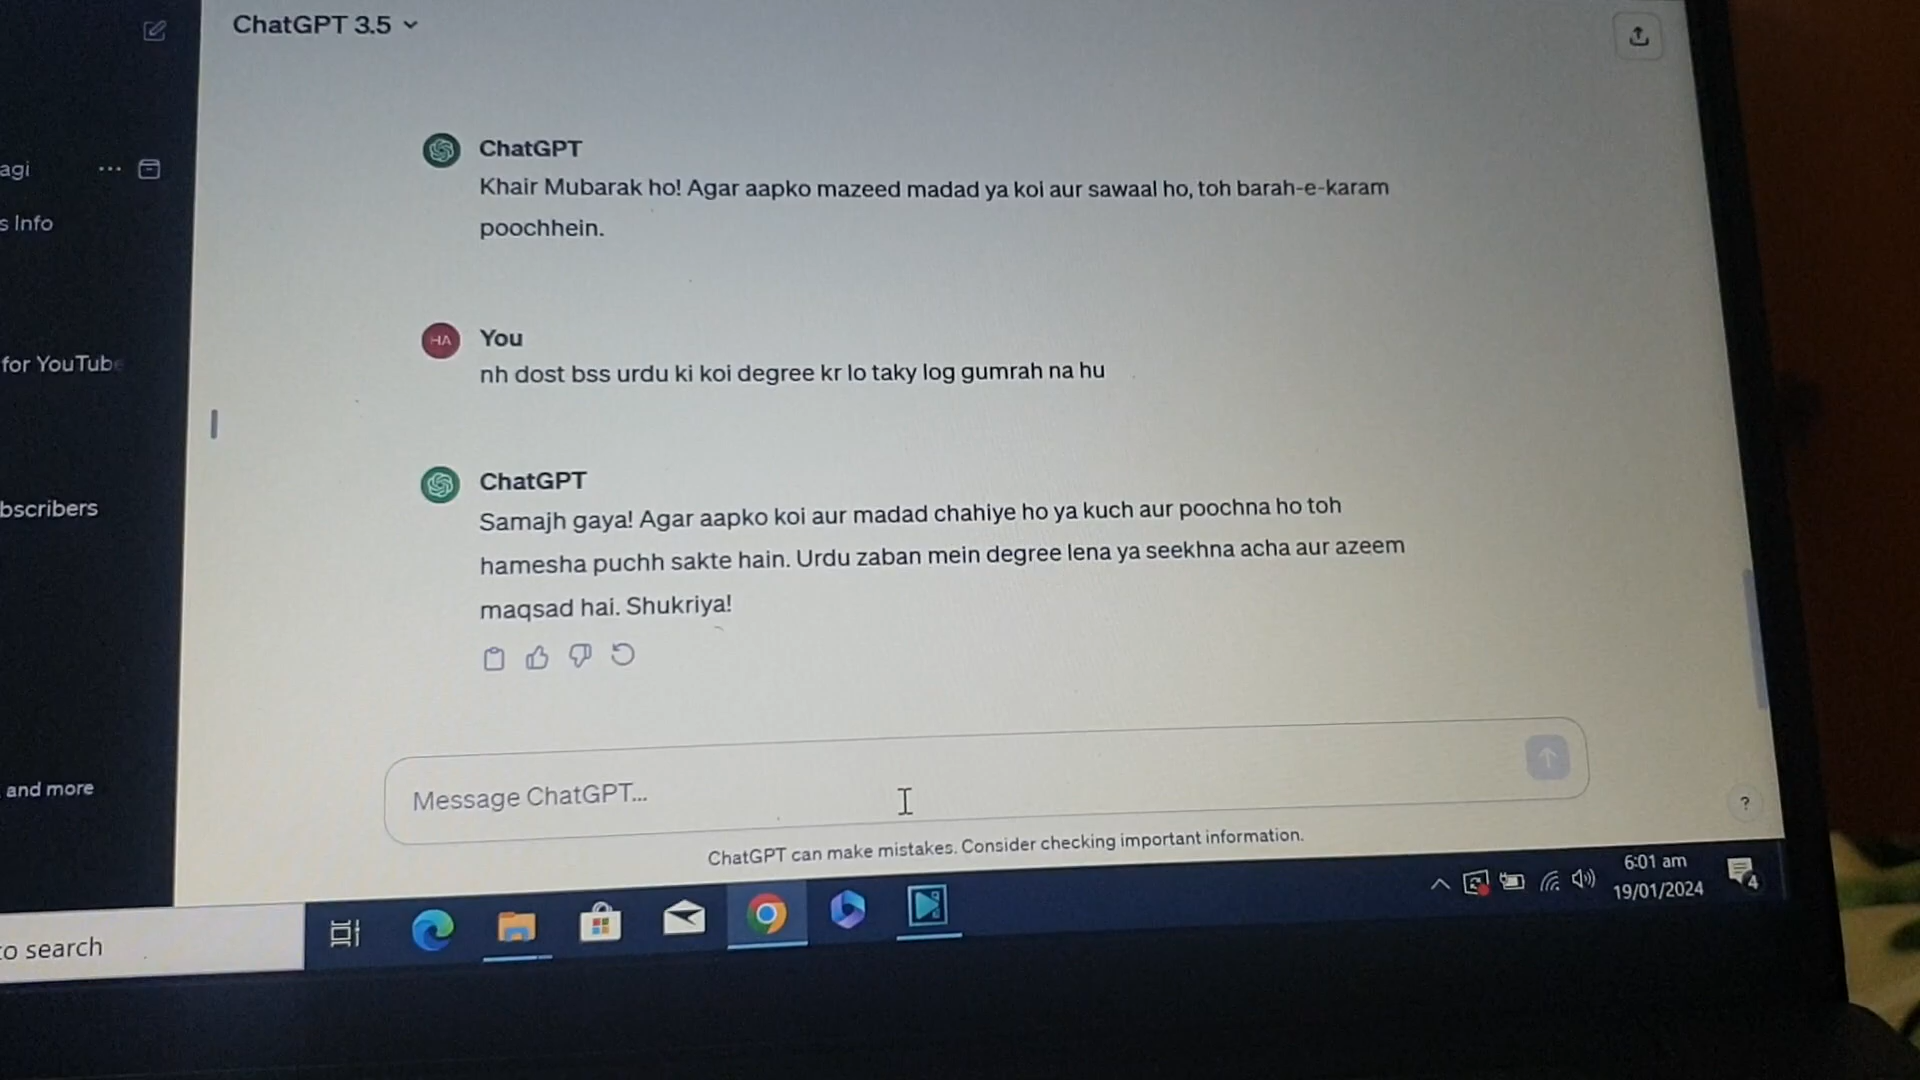 ChatGPT 3.5
agi
s Info
for YouTube
bscribers
and more
ChatGPT
Khair Mubarak ho! Agar aapko mazeed madad ya koi aur sawaal ho, toh barah-e-karam
poochhein.
HA
You
nh dost bss urdu ki koi degree kr lo taky log gumrah na hu
ChatGPT
Samajh gaya! Agar aapko koi aur madad chahiye ho ya kuch aur poochna ho toh
hamesha puchh sakte hain. Urdu zaban mein degree lena ya seekhna acha aur azeem
maqsad hai. Shukriya!
Message ChatGPT...
?
ChatGPT can make mistakes. Consider checking important information.
to search
6:01 am
19/01/2024
4